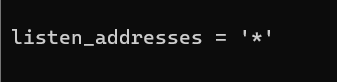 listen_addresses = '*'